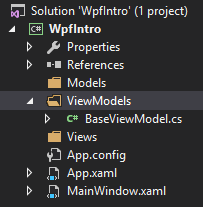 Solution 'WpfIntro' (1 project)
C# WpfIntro
Properties
References
Models
ViewModels
C# BaseViewModel.cs
Views
App.config
App.xaml
MainWindow.xaml